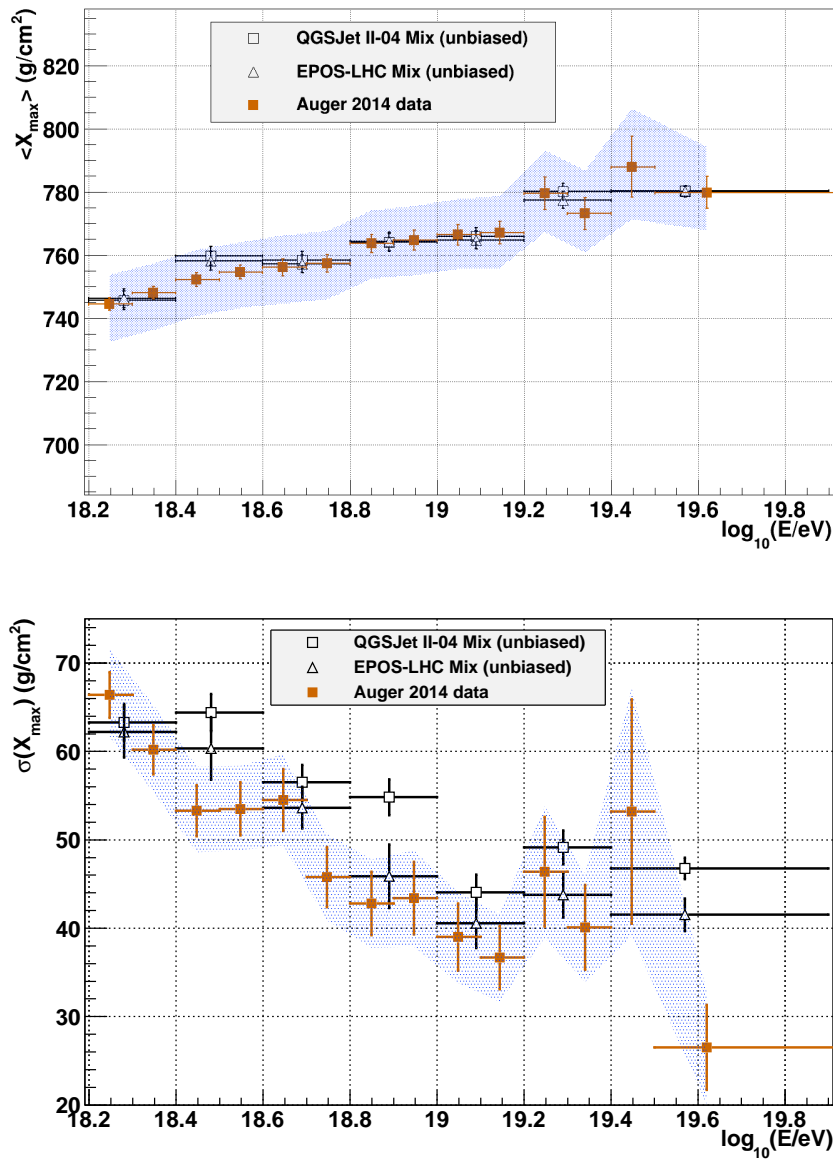 <X_max> (g/cm²)
QGSJet II-04 Mix (unbiased)
EPOS-LHC Mix (unbiased)
Auger 2014 data
820
800
780
760
740
720
700
18.2 18.4 18.6 18.8 19 19.2 19.4 19.6 19.8
log₁₀(E/eV)
σ(X_max) (g/cm²)
QGSJet II-04 Mix (unbiased)
EPOS-LHC Mix (unbiased)
Auger 2014 data
70
60
50
40
30
20
18.2 18.4 18.6 18.8 19 19.2 19.4 19.6 19.8
log₁₀(E/eV)